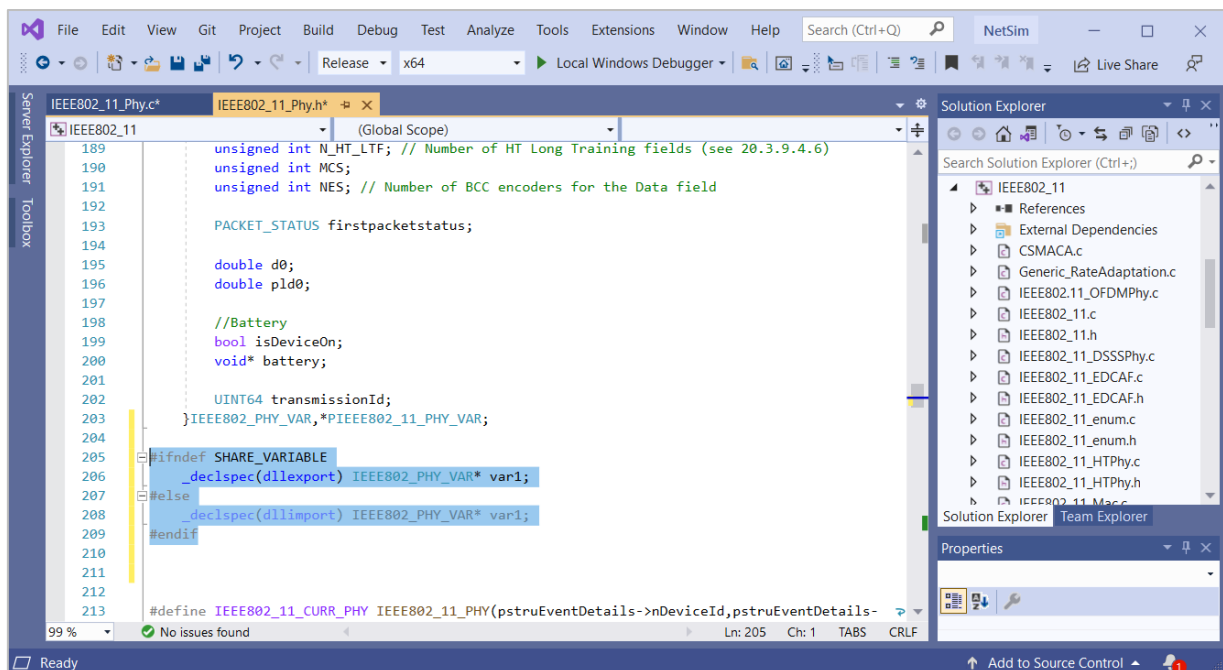 File Edit View Git Project Build Debug Test Analyze Tools Extensions Window Help Search (Ctrl+Q) NetSim
Release x64 Local Windows Debugger Live Share
Server Explorer
Toolbox
IEEE802_11_Phy.c* IEEE802_11_Phy.h*
IEEE802_11 (Global Scope)
189 unsigned int N_HT_LTF; // Number of HT Long Training fields (see 20.3.9.4.6)
190 unsigned int MCS;
191 unsigned int NES; // Number of BCC encoders for the Data field
192
193 PACKET_STATUS firstpacketstatus;
194
195 double d0;
196 double pld0;
197
198 //Battery
199 bool isDeviceOn;
200 void* battery;
201
202 UINT64 transmissionId;
203 }IEEE802_PHY_VAR,*PIEEE802_11_PHY_VAR;
204
205 #ifndef SHARE_VARIABLE
206 _declspec(dllexport) IEEE802_PHY_VAR* var1;
207 #else
208 _declspec(dllimport) IEEE802_PHY_VAR* var1;
209 #endif
210
211
212
213 #define IEEE802_11_CURR_PHY IEEE802_11_PHY(pstruEventDetails->nDeviceId,pstruEventDetails-
99 % No issues found Ln: 205 Ch: 1 TABS CRLF
Solution Explorer
Search Solution Explorer (Ctrl+;)
IEEE802_11
References
External Dependencies
CSMACA.c
Generic_RateAdaptation.c
IEEE802.11_OFDMPhy.c
IEEE802_11.c
IEEE802_11.h
IEEE802_11_DSSSPhy.c
IEEE802_11_EDCAF.c
IEEE802_11_EDCAF.h
IEEE802_11_enum.c
IEEE802_11_enum.h
IEEE802_11_HTPhy.c
IEEE802_11_HTPhy.h
IEEE802_11_Mac.c
Solution Explorer Team Explorer
Properties
Ready Add to Source Control 1